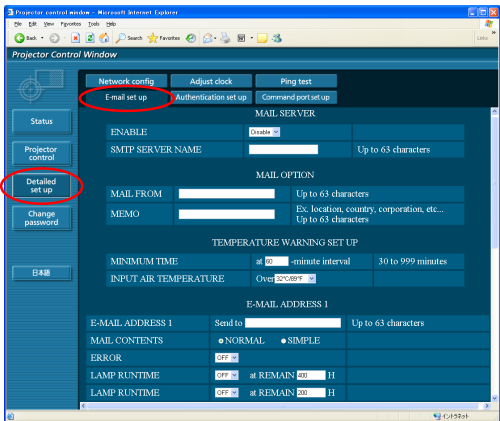 Projector control window - Microsoft Internet Explorer
File Edit View Favorites Tools Help
Back Search Favorites Links
Projector Control Window
Network config Adjust clock Ping test
E-mail set up Authentication set up Command port set up
Status
Projector control
Detailed set up
Change password
日本語
MAIL SERVER
ENABLE Disable
SMTP SERVER NAME Up to 63 characters
MAIL OPTION
MAIL FROM Up to 63 characters
MEMO Ex. location, country, corporation, etc...
Up to 63 characters
TEMPERATURE WARNING SET UP
MINIMUM TIME at 60 -minute interval 30 to 999 minutes
INPUT AIR TEMPERATURE Over 32°C/89°F
E-MAIL ADDRESS 1
E-MAIL ADDRESS 1 Send to Up to 63 characters
MAIL CONTENTS NORMAL SIMPLE
ERROR OFF
LAMP RUNTIME OFF at REMAIN 400 H
LAMP RUNTIME OFF at REMAIN 200 H
イントラネット